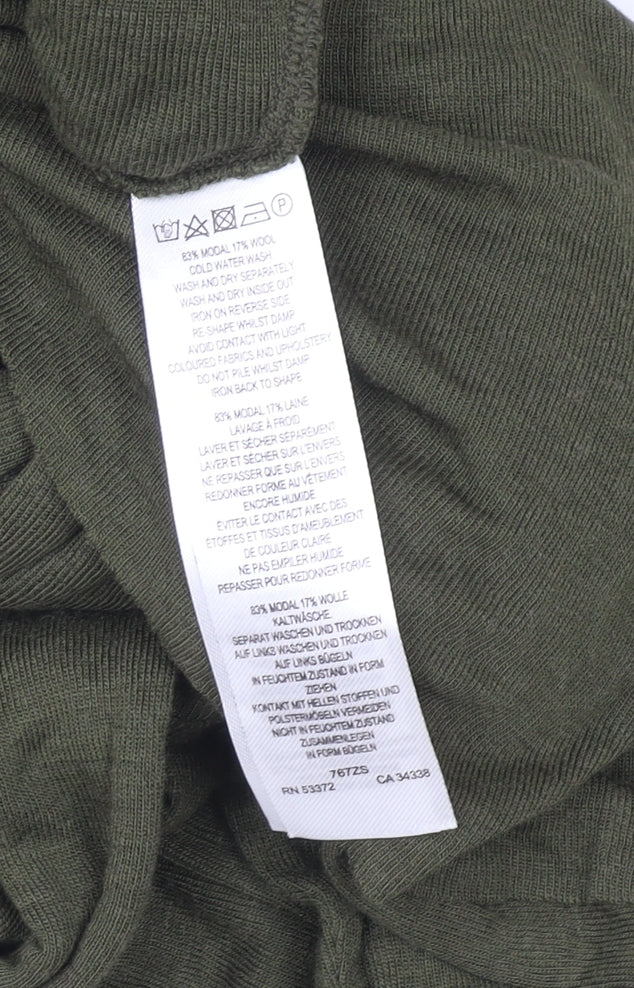 P
83% MODAL 17% WOOL
COLD WATER WASH
WASH AND DRY SEPARATELY
WASH AND DRY INSIDE OUT
IRON ON REVERSE SIDE
RE-SHAPE WHILST DAMP
AVOID CONTACT WITH LIGHT
COLOURED FABRICS AND UPHOLSTERY
DO NOT PILE WHILST DAMP
IRON BACK TO SHAPE
83% MODAL 17% LAINE
LAVAGE À FROID
LAVER ET SÉCHER SÉPARÉMENT
LAVER ET SÉCHER SUR L'ENVERS
NE REPASSER QUE SUR L'ENVERS
REDONNER FORME AU VÊTEMENT
ENCORE HUMIDE
ÉVITER LE CONTACT AVEC DES
ÉTOFFES ET TISSUS D'AMEUBLEMENT
DE COULEUR CLAIRE
NE PAS EMPILER HUMIDE
REPASSER POUR REDONNER FORME
83% MODAL 17% WOLLE
KALTWÄSCHE
SEPARAT WASCHEN UND TROCKNEN
AUF LINKS WASCHEN UND TROCKNEN
AUF LINKS BÜGELN
IN FEUCHTEM ZUSTAND IN FORM
ZIEHEN
KONTAKT MIT HELLEN STOFFEN UND
POLSTERMÖBELN VERMEIDEN
NICHT IN FEUCHTEM ZUSTAND
ZUSAMMENLEGEN
IN FORM BÜGELN
767ZS
RN 53372 CA 34338